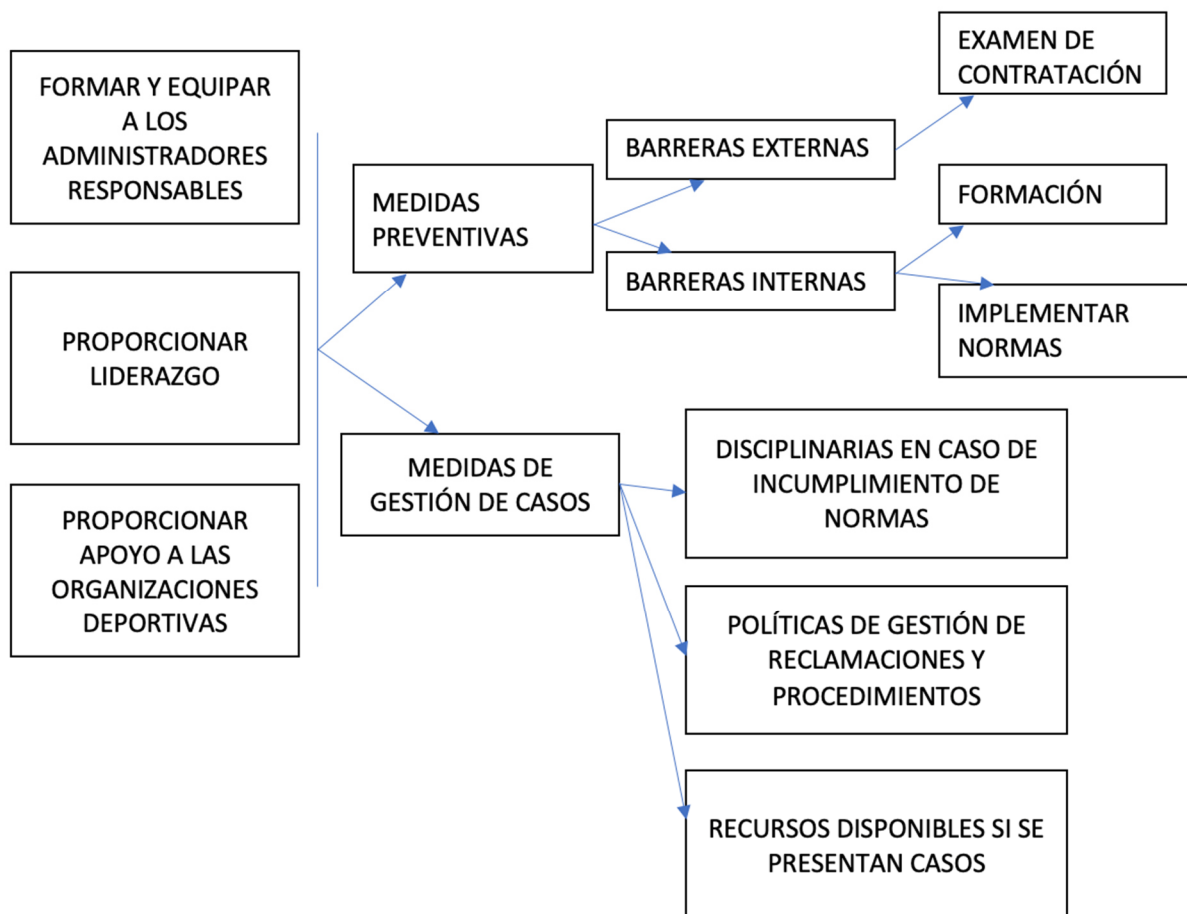 FORMAR Y EQUIPAR
A LOS
ADMINISTRADORES
RESPONSABLES
PROPORCIONAR
LIDERAZGO
PROPORCIONAR
APOYO A LAS
ORGANIZACIONES
DEPORTIVAS
MEDIDAS
PREVENTIVAS
MEDIDAS DE
GESTIÓN DE CASOS
BARRERAS EXTERNAS
BARRERAS INTERNAS
EXAMEN DE
CONTRATACIÓN
FORMACIÓN
IMPLEMENTAR
NORMAS
DISCIPLINARIAS EN CASO DE
INCUMPLIMIENTO DE
NORMAS
POLÍTICAS DE GESTIÓN DE
RECLAMACIONES Y
PROCEDIMIENTOS
RECURSOS DISPONIBLES SI SE
PRESENTAN CASOS